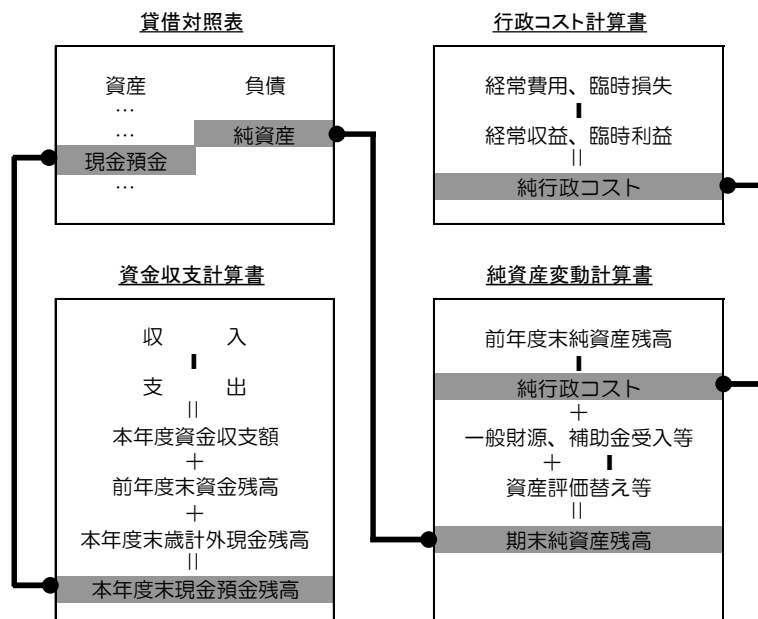 貸借対照表
資産 負債
…
… 純資産
現金預金
…
行政コスト計算書
経常費用、臨時損失
ー
経常収益、臨時利益
＝
純行政コスト
資金収支計算書
収 入
ー
支 出
＝
本年度資金収支額
＋
前年度末資金残高
＋
本年度末歳計外現金残高
＝
本年度末現金預金残高
純資産変動計算書
前年度末純資産残高
ー
純行政コスト
＋
一般財源、補助金受入等
＋ ー
資産評価替え等
＝
期末純資産残高